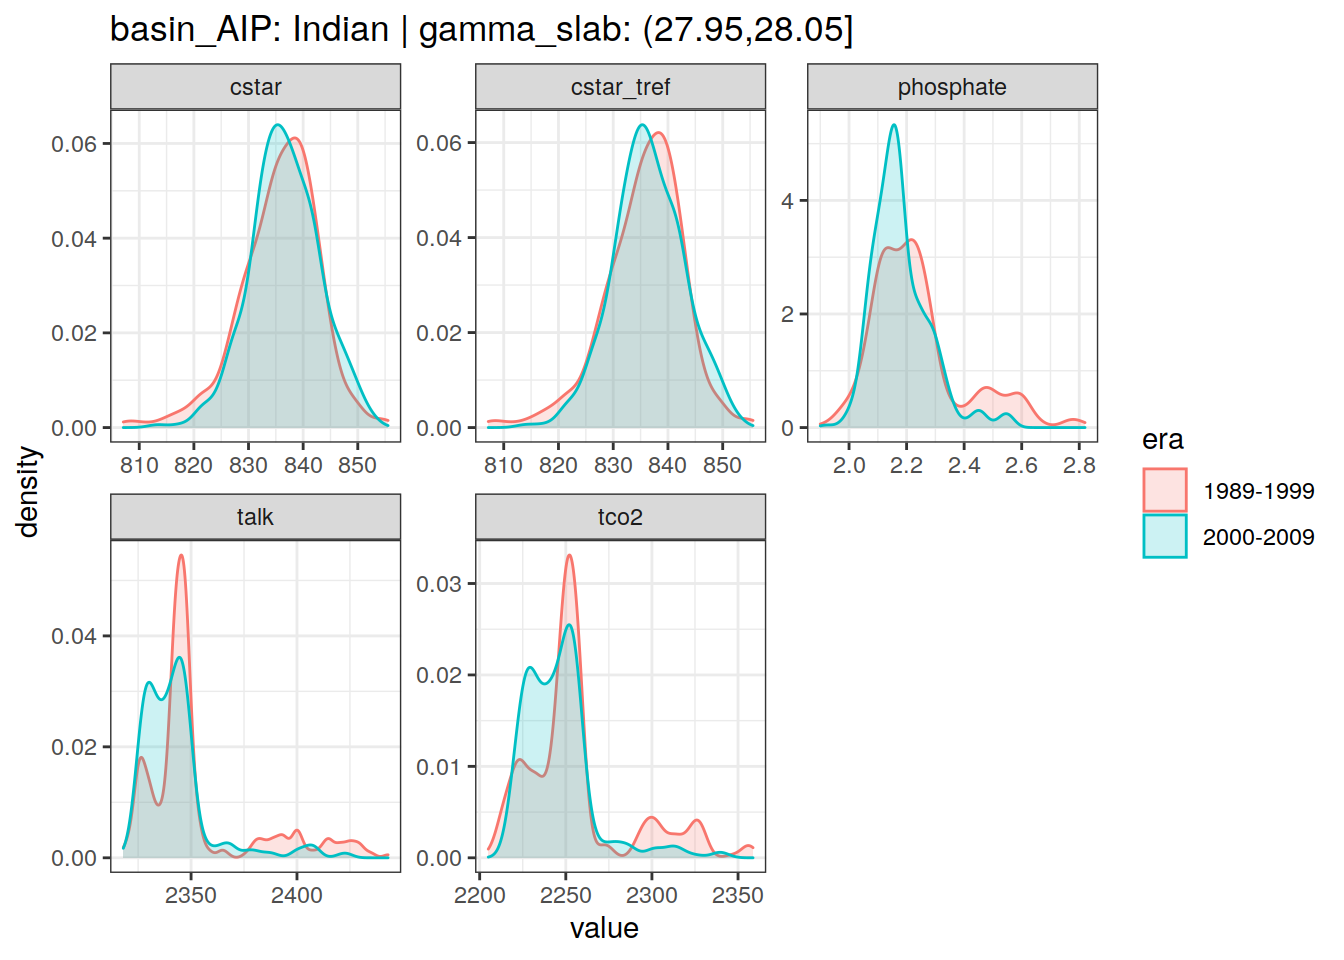 basin_AIP: Indian | gamma_slab: (27.95,28.05]
cstar
cstar_tref
phosphate
0.06
0.04
0.02
0.00
0.06
0.04
0.02
0.00
4
2
0
810 820 830 840 850
810 820 830 840 850
2.0 2.2 2.4 2.6 2.8
talk
tco2
0.04
0.02
0.00
0.03
0.02
0.01
0.00
2350 2400
2200 2250 2300 2350
density
value
era
1989-1999
2000-2009